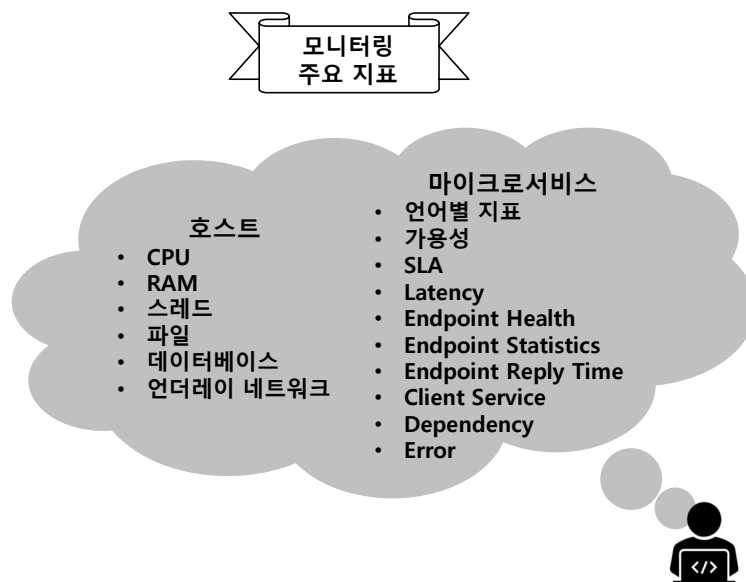 모니터링
주요 지표
호스트
• CPU
• RAM
• 스레드
• 파일
• 데이터베이스
• 언더레이 네트워크
마이크로서비스
• 언어별 지표
• 가용성
• SLA
• Latency
• Endpoint Health
• Endpoint Statistics
• Endpoint Reply Time
• Client Service
• Dependency
• Error
</>